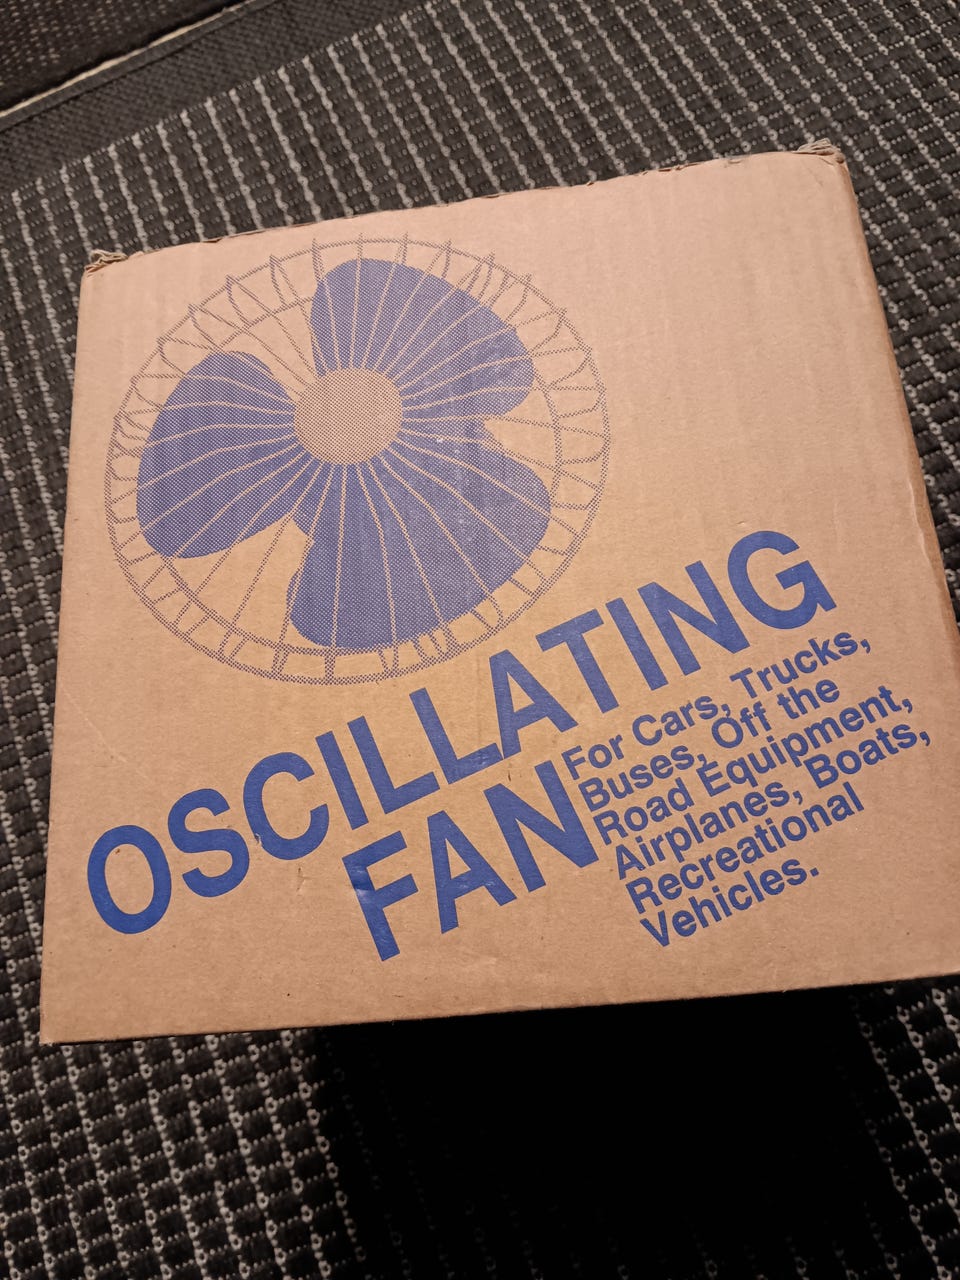 OSCILLATING
FAN
For Cars, Trucks,
Buses, Off the
Road Equipment,
Airplanes, Boats,
Recreational
Vehicles.